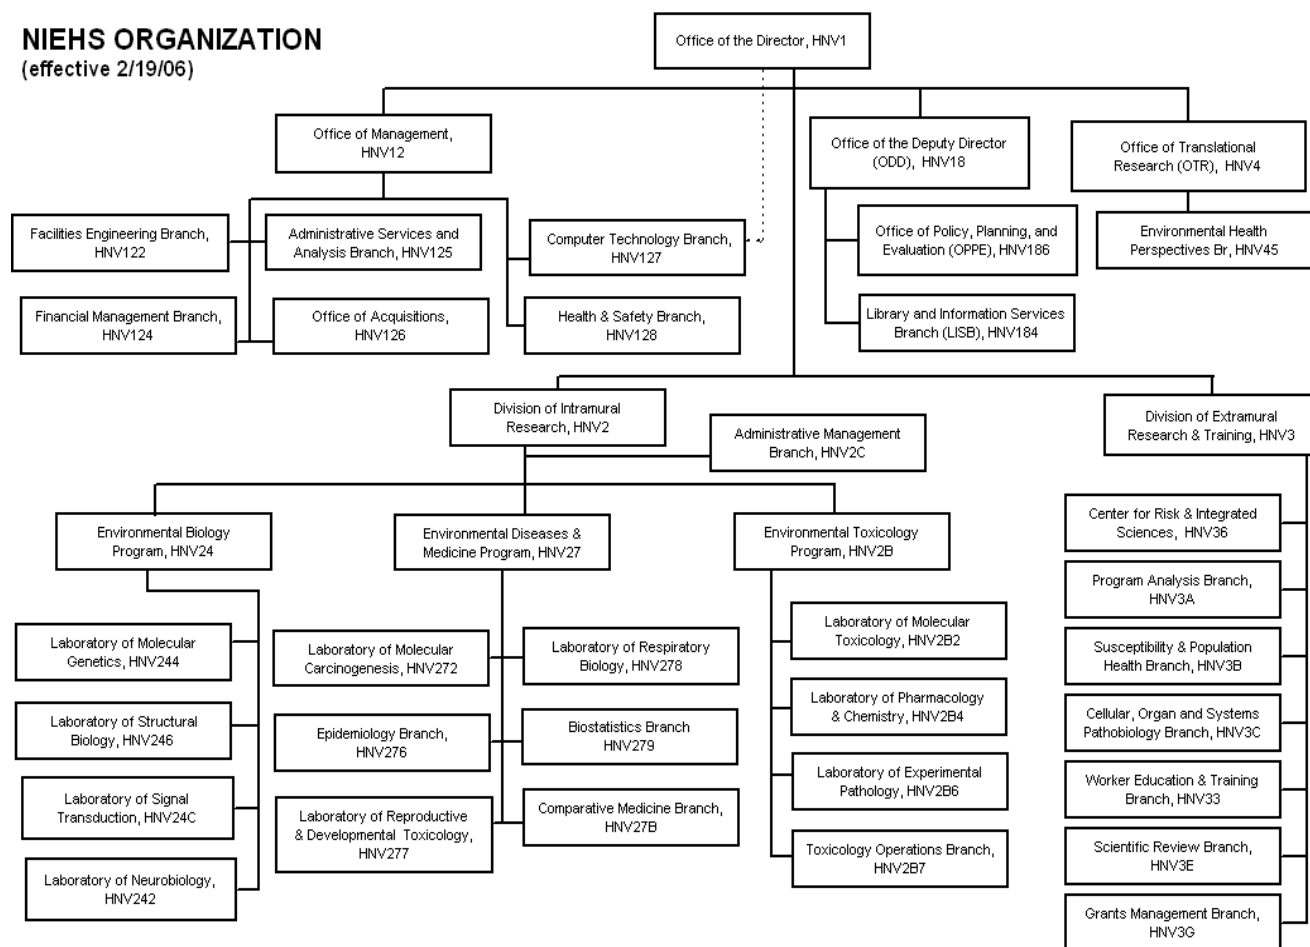 NIEHS ORGANIZATION
(effective 2/19/06)
Office of the Director, HNV1
Office of Management,
HNV12
Office of the Deputy Director
(ODD), HNV18
Office of Translational
Research (OTR), HNV4
Facilities Engineering Branch,
HNV122
Administrative Services and
Analysis Branch, HNV125
Computer Technology Branch,
HNV127
Office of Policy, Planning, and
Evaluation (OPPE), HNV186
Environmental Health
Perspectives Br, HNV45
Financial Management Branch,
HNV124
Office of Acquisitions,
HNV126
Health & Safety Branch,
HNV128
Library and Information Services
Branch (LISB), HNV184
Division of Intramural
Research, HNV2
Administrative Management
Branch, HNV2C
Division of Extramural
Research & Training, HNV3
Environmental Biology
Program, HNV24
Environmental Diseases &
Medicine Program, HNV27
Environmental Toxicology
Program, HNV2B
Laboratory of Molecular
Genetics, HNV244
Laboratory of Structural
Biology, HNV246
Laboratory of Signal
Transduction, HNV24C
Laboratory of Neurobiology,
HNV242
Laboratory of Molecular
Carcinogenesis, HNV272
Laboratory of Respiratory
Biology, HNV278
Epidemiology Branch,
HNV276
Biostatistics Branch
HNV279
Laboratory of Reproductive
& Developmental Toxicology,
HNV277
Comparative Medicine Branch,
HNV27B
Laboratory of Molecular
Toxicology, HNV2B2
Laboratory of Pharmacology
& Chemistry, HNV2B4
Laboratory of Experimental
Pathology, HNV2B6
Toxicology Operations Branch,
HNV2B7
Center for Risk & Integrated
Sciences, HNV36
Program Analysis Branch,
HNV3A
Susceptibility & Population
Health Branch, HNV3B
Cellular, Organ and Systems
Pathobiology Branch, HNV3C
Worker Education & Training
Branch, HNV33
Scientific Review Branch,
HNV3E
Grants Management Branch,
HNV3G